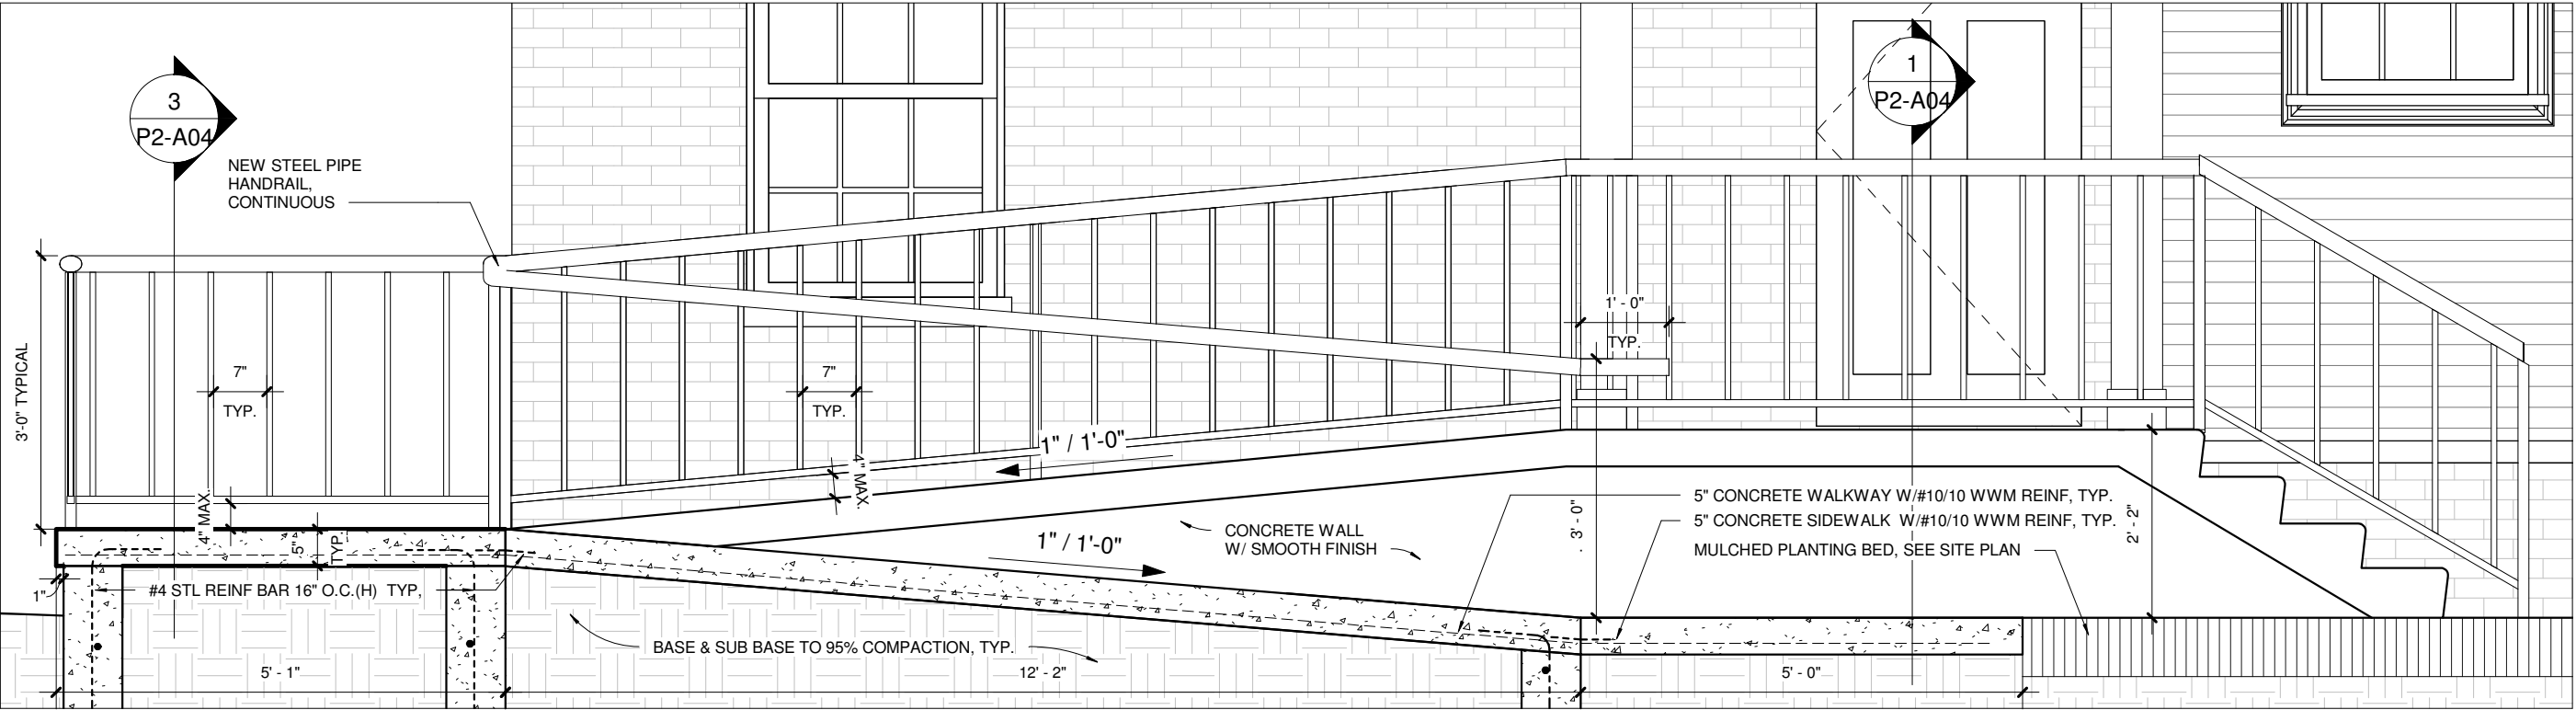 3
P2-A04
1
P2-A04
NEW STEEL PIPE
HANDRAIL,
CONTINUOUS
3'-0" TYPICAL
7"
TYP.
7"
TYP.
1' - 0"
TYP.
1" / 1'-0"
4" MAX.
4" MAX.
5"
TYP.
1" / 1'-0"
CONCRETE WALL
W/ SMOOTH FINISH
5" CONCRETE WALKWAY W/#10/10 WWM REINF, TYP.
5" CONCRETE SIDEWALK W/#10/10 WWM REINF, TYP.
MULCHED PLANTING BED, SEE SITE PLAN
3' - 0"
2' - 2"
1"
#4 STL REINF BAR 16" O.C.(H) TYP,
BASE & SUB BASE TO 95% COMPACTION, TYP.
5' - 1"
12' - 2"
5' - 0"